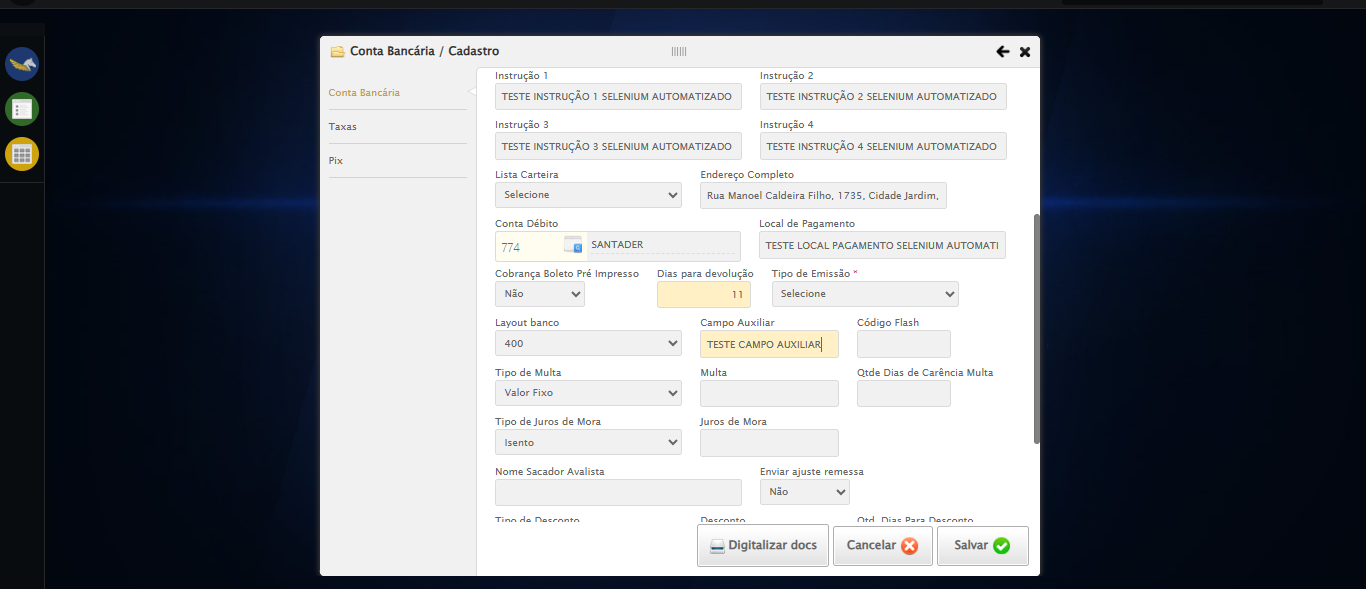 Conta Bancária / Cadastro
Conta Bancária
Taxas
Pix
Instrução 1 Instrução 2
TESTE INSTRUÇÃO 1 SELENIUM AUTOMATIZADO TESTE INSTRUÇÃO 2 SELENIUM AUTOMATIZADO
Instrução 3 Instrução 4
TESTE INSTRUÇÃO 3 SELENIUM AUTOMATIZADO TESTE INSTRUÇÃO 4 SELENIUM AUTOMATIZADO
Lista Carteira Endereço Completo
Selecione Rua Manoel Caldeira Filho, 1735, Cidade Jardim,
Conta Débito Local de Pagamento
774 SANTADER TESTE LOCAL PAGAMENTO SELENIUM AUTOMATI
Cobrança Boleto Pré Impresso Dias para devolução Tipo de Emissão *
Não 11 Selecione
Layout banco Campo Auxiliar Código Flash
400 TESTE CAMPO AUXILIAR
Tipo de Multa Multa Qtde Dias de Carência Multa
Valor Fixo
Tipo de Juros de Mora Juros de Mora
Isento
Nome Sacador Avalista Enviar ajuste remessa
Não
Tipo de Desconto Desconto Qtd. Dias Para Desconto
Digitalizar docs Cancelar Salvar